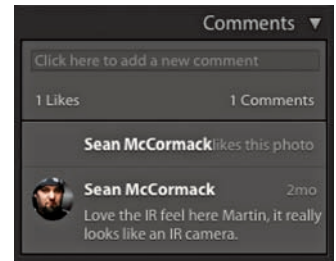 Comments ▼
Click here to add a new comment
1 Likes 1 Comments
Sean McCormack likes this photo
Sean McCormack 2mo
Love the IR feel here Martin, it really
looks like an IR camera.